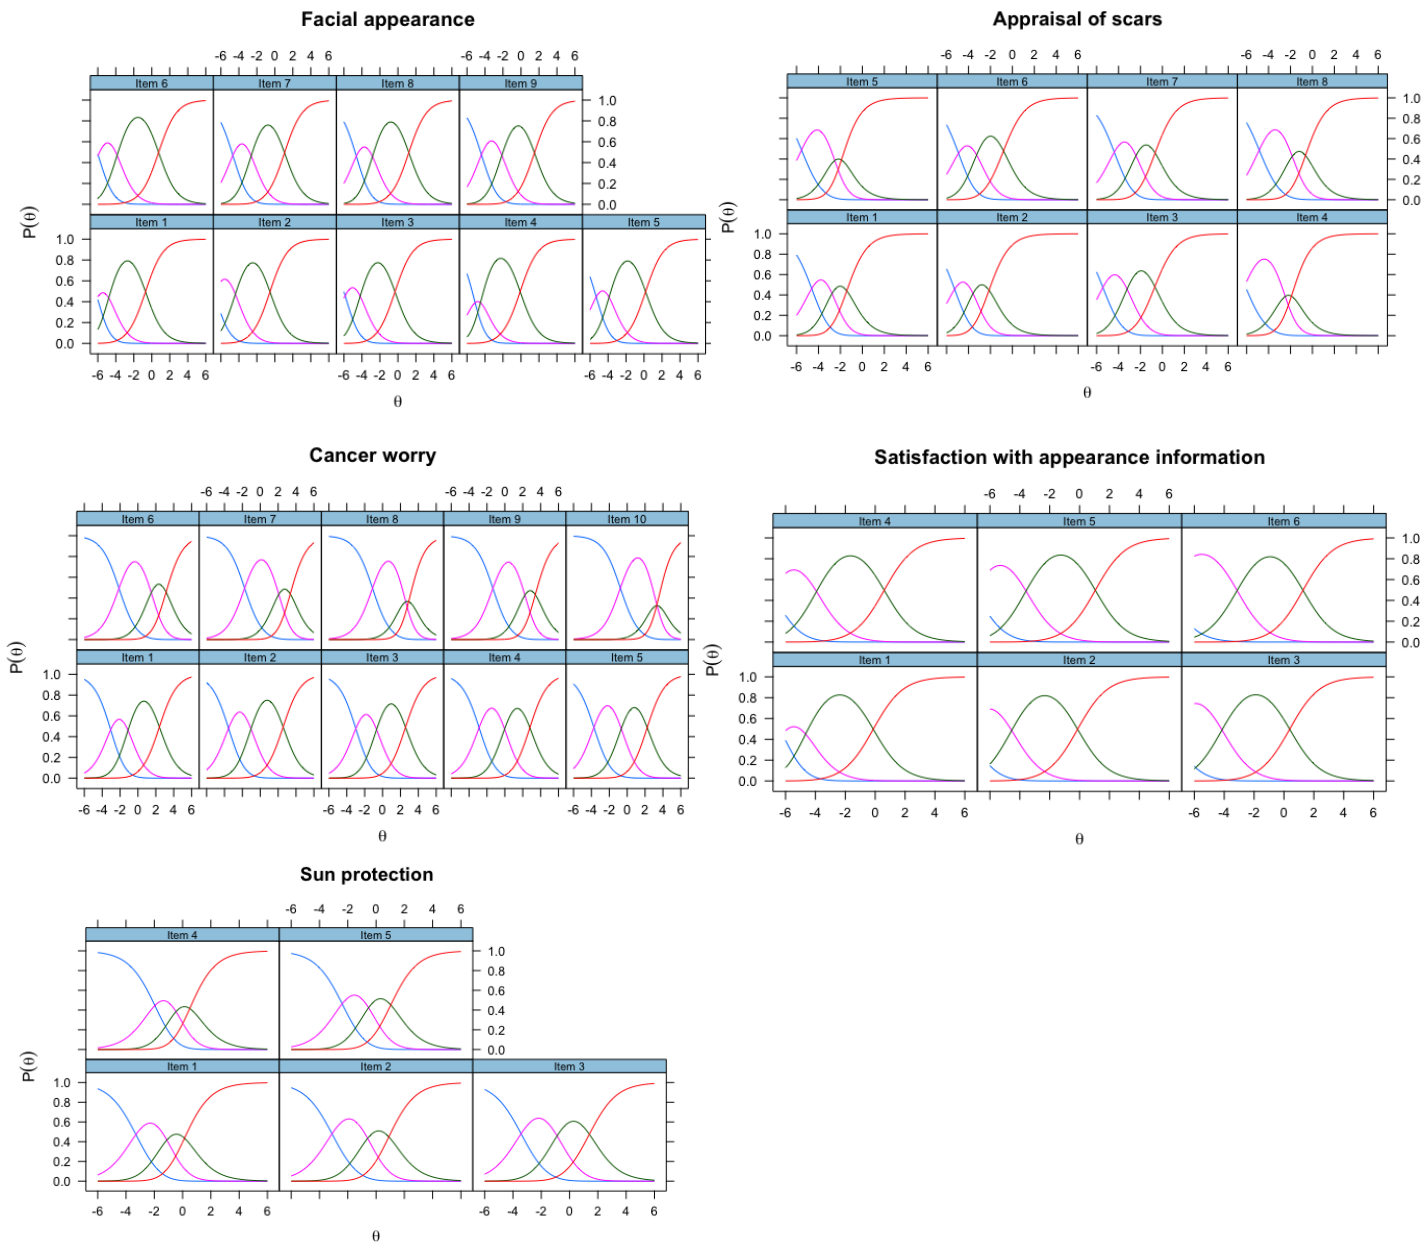 Facial appearance
-6 -4 -2 0 2 4 6 -6 -4 -2 0 2 4 6
Item 6 Item 7 Item 8 Item 9
1.0
0.8
0.6
0.4
0.2
0.0
Item 1 Item 2 Item 3 Item 4 Item 5
1.0
0.8
0.6
0.4
0.2
0.0
P(θ)
-6 -4 -2 0 2 4 6 -6 -4 -2 0 2 4 6 -6 -4 -2 0 2 4 6
θ
Appraisal of scars
-6 -4 -2 0 2 4 6 -6 -4 -2 0 2 4 6
Item 5 Item 6 Item 7 Item 8
1.0
0.8
0.6
0.4
0.2
0.0
Item 1 Item 2 Item 3 Item 4
1.0
0.8
0.6
0.4
0.2
0.0
P(θ)
-6 -4 -2 0 2 4 6 -6 -4 -2 0 2 4 6
θ
Cancer worry
-6 -4 -2 0 2 4 6 -6 -4 -2 0 2 4 6
Item 6 Item 7 Item 8 Item 9 Item 10
Item 1 Item 2 Item 3 Item 4 Item 5
1.0
0.8
0.6
0.4
0.2
0.0
P(θ)
-6 -4 -2 0 2 4 6 -6 -4 -2 0 2 4 6 -6 -4 -2 0 2 4 6
θ
Satisfaction with appearance information
-6 -4 -2 0 2 4 6
Item 4 Item 5 Item 6
1.0
0.8
0.6
0.4
0.2
0.0
Item 1 Item 2 Item 3
1.0
0.8
0.6
0.4
0.2
0.0
P(θ)
-6 -4 -2 0 2 4 6 -6 -4 -2 0 2 4 6
θ
Sun protection
-6 -4 -2 0 2 4 6
Item 4 Item 5
1.0
0.8
0.6
0.4
0.2
0.0
Item 1 Item 2 Item 3
1.0
0.8
0.6
0.4
0.2
0.0
P(θ)
-6 -4 -2 0 2 4 6 -6 -4 -2 0 2 4 6
θ